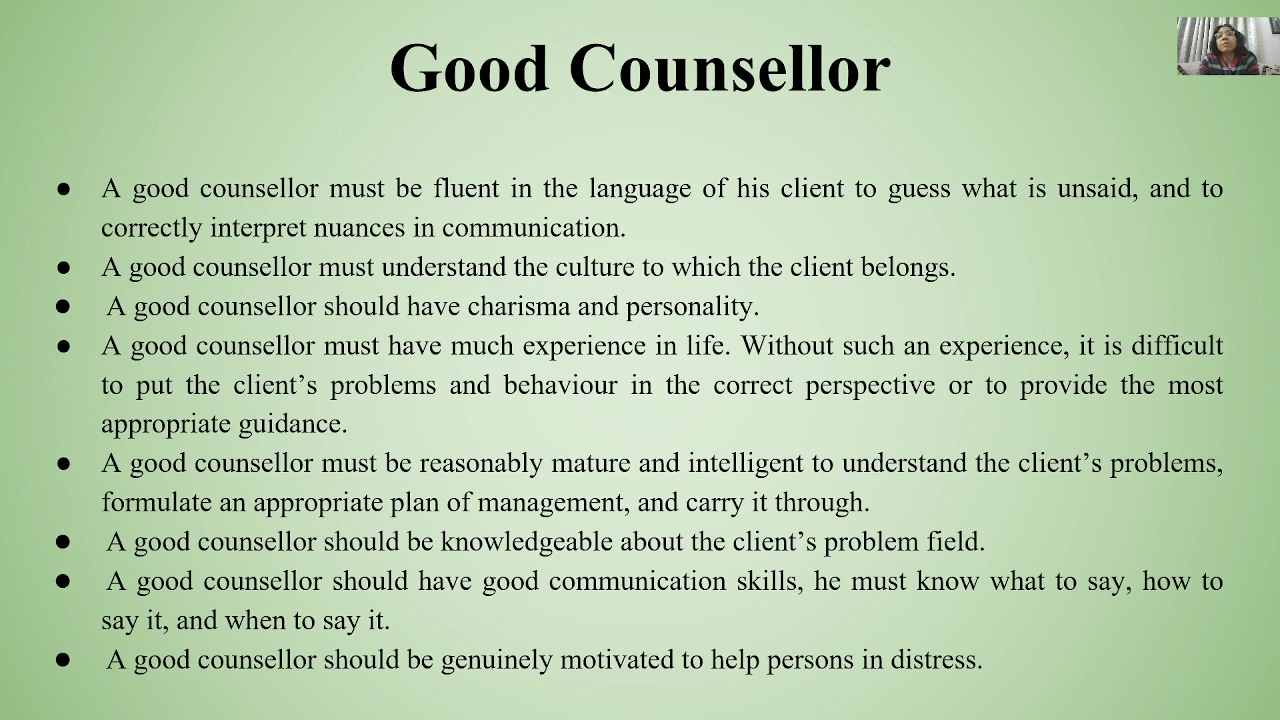 Good Counsellor
● A good counsellor must be fluent in the language of his client to guess what is unsaid, and to
correctly interpret nuances in communication.
● A good counsellor must understand the culture to which the client belongs.
● A good counsellor should have charisma and personality.
● A good counsellor must have much experience in life. Without such an experience, it is difficult
to put the client’s problems and behaviour in the correct perspective or to provide the most
appropriate guidance.
● A good counsellor must be reasonably mature and intelligent to understand the client’s problems,
formulate an appropriate plan of management, and carry it through.
● A good counsellor should be knowledgeable about the client’s problem field.
● A good counsellor should have good communication skills, he must know what to say, how to
say it, and when to say it.
● A good counsellor should be genuinely motivated to help persons in distress.